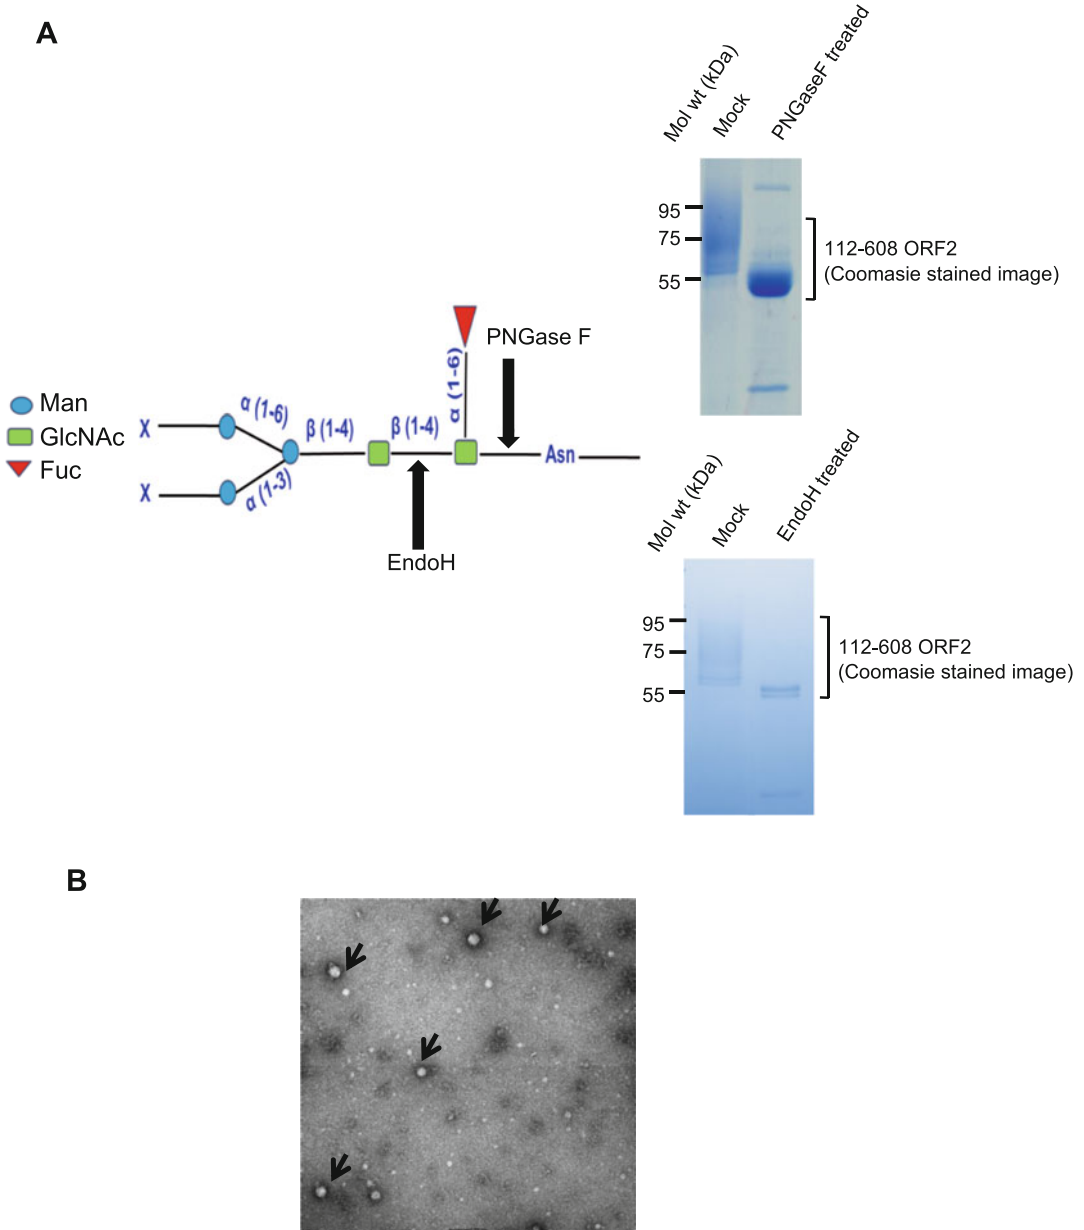 A
Mol wt (kDa)
Mock
PNGaseF treated
95
75
55
112-608 ORF2
(Coomasie stained image)
Man
GlcNAc
Fuc
X
X
α (1-6)
α (1-3)
β (1-4)
β (1-4)
α (1-6)
PNGase F
Asn
EndoH
Mol wt (kDa)
Mock
EndoH treated
95
75
55
112-608 ORF2
(Coomasie stained image)
B